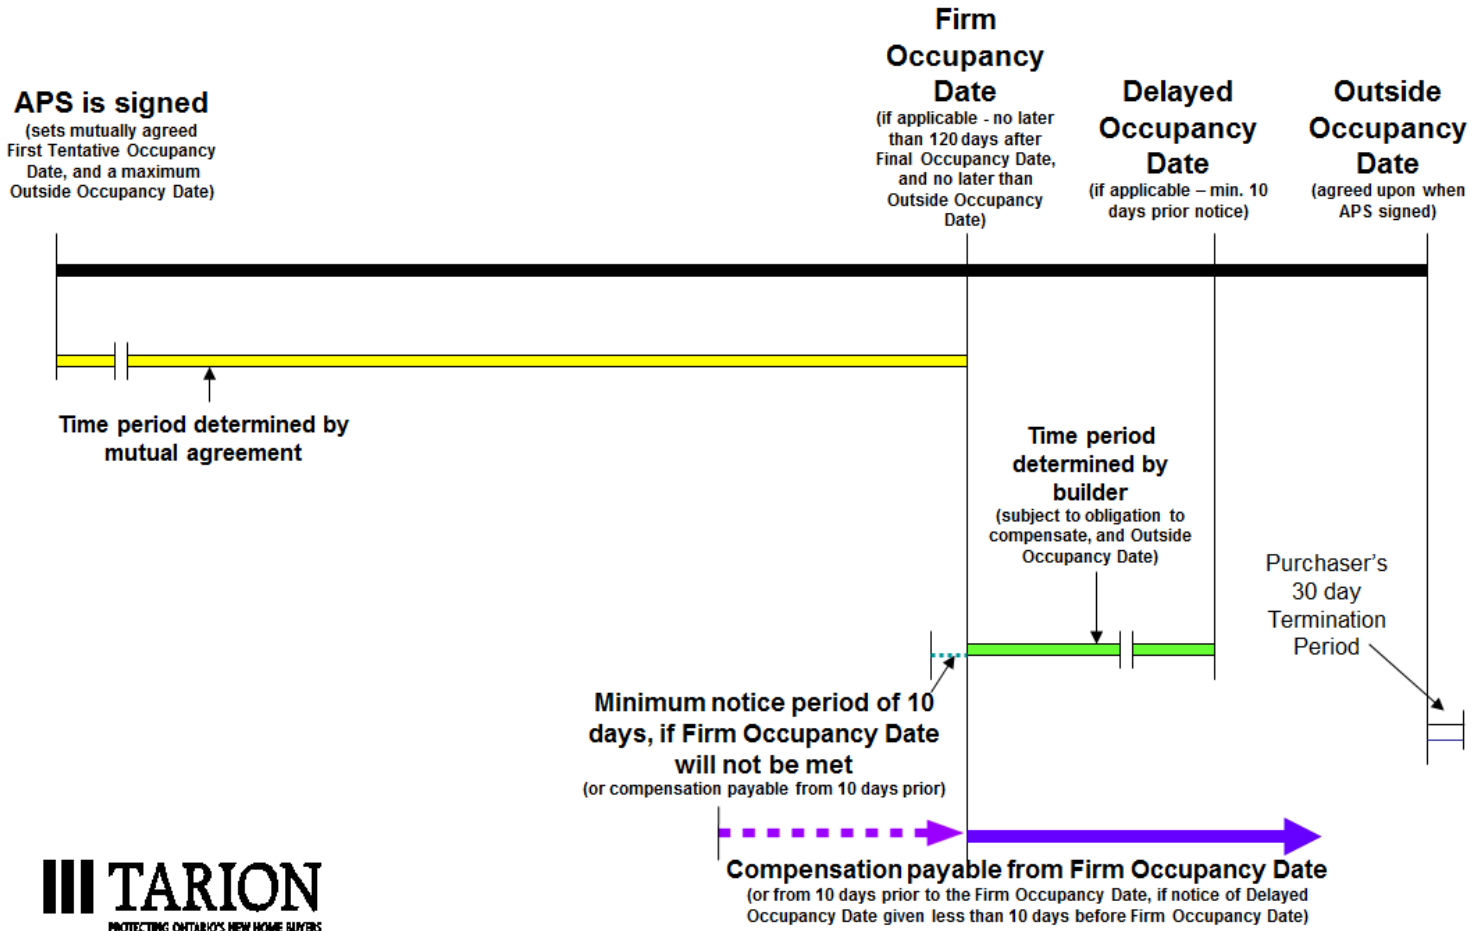 APS is signed
(sets mutually agreed
First Tentative Occupancy
Date, and a maximum
Outside Occupancy Date)
Firm
Occupancy
Date
(if applicable - no later
than 120 days after
Final Occupancy Date,
and no later than
Outside Occupancy
Date)
Delayed
Occupancy
Date
(if applicable – min. 10
days prior notice)
Outside
Occupancy
Date
(agreed upon when
APS signed)
Time period determined by
mutual agreement
Time period
determined by
builder
(subject to obligation to
compensate, and Outside
Occupancy Date)
Purchaser’s
30 day
Termination
Period
Minimum notice period of 10
days, if Firm Occupancy Date
will not be met
(or compensation payable from 10 days prior)
Compensation payable from Firm Occupancy Date
(or from 10 days prior to the Firm Occupancy Date, if notice of Delayed
Occupancy Date given less than 10 days before Firm Occupancy Date)
TARION
PROTECTING ONTARIO'S NEW HOME BUYERS